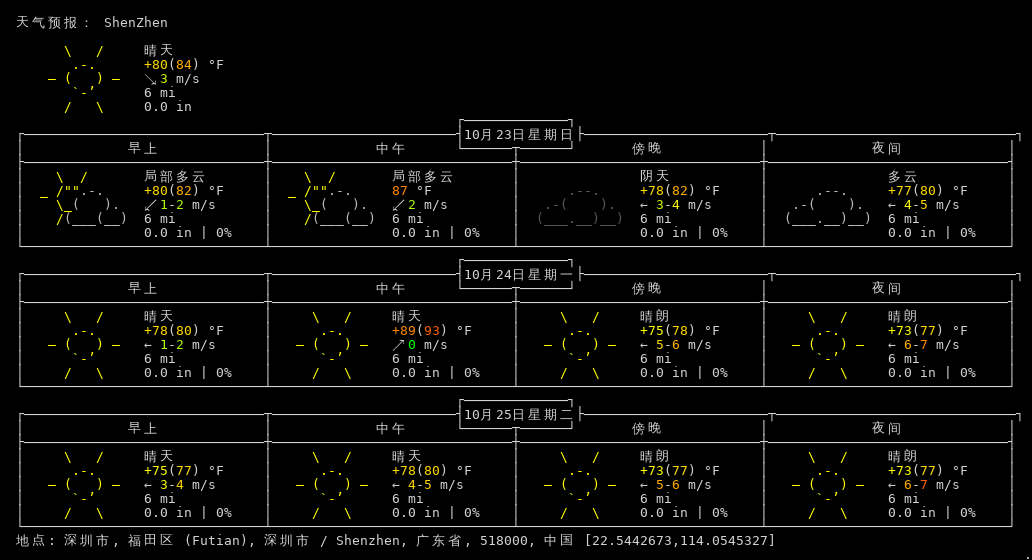 天气预报： ShenZhen
晴天
+80(84) °F
↘3 m/s
6 mi
0.0 in
10月23日星期日
早上 中午 傍晚 夜间
局部多云 局部多云 阴天 多云
+80(82) °F 87 °F +78(82) °F +77(80) °F
↙1-2 m/s ↙2 m/s ← 3-4 m/s ← 4-5 m/s
6 mi 6 mi 6 mi 6 mi
0.0 in | 0% 0.0 in | 0% 0.0 in | 0% 0.0 in | 0%
10月24日星期一
早上 中午 傍晚 夜间
晴天 晴天 晴朗 晴朗
+78(80) °F +89(93) °F +75(78) °F +73(77) °F
← 1-2 m/s ↗0 m/s ← 5-6 m/s ← 6-7 m/s
6 mi 6 mi 6 mi 6 mi
0.0 in | 0% 0.0 in | 0% 0.0 in | 0% 0.0 in | 0%
10月25日星期二
早上 中午 傍晚 夜间
晴天 晴天 晴朗 晴朗
+75(77) °F +78(80) °F +73(77) °F +73(77) °F
← 3-4 m/s ← 4-5 m/s ← 5-6 m/s ← 6-7 m/s
6 mi 6 mi 6 mi 6 mi
0.0 in | 0% 0.0 in | 0% 0.0 in | 0% 0.0 in | 0%
地点: 深圳市, 福田区 (Futian), 深圳市 / Shenzhen, 广东省, 518000, 中国 [22.5442673,114.0545327]